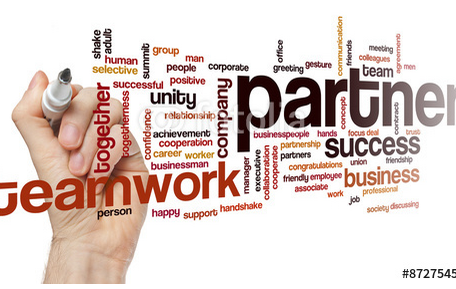 shake
adult
human
selective
summit
group
man
people
corporate
office
greeting
gesture
communication
friends
meeting
colleagues
team
men
agreement
positive
successful
unity
relationship
company
partner
concept
contract
together
togetherness
confidence
achievement
cooperation
career
worker
businessman
businesspeople
hands
focus
deal
trust
partnership
partners
success
union
congratulations
friendship
teamwork
manager
executive
collaboration
cooperate
friendly
employee
associate
work
business
professional
job
society
discussing
person
happy
support
handshake
fotolia
#8727545